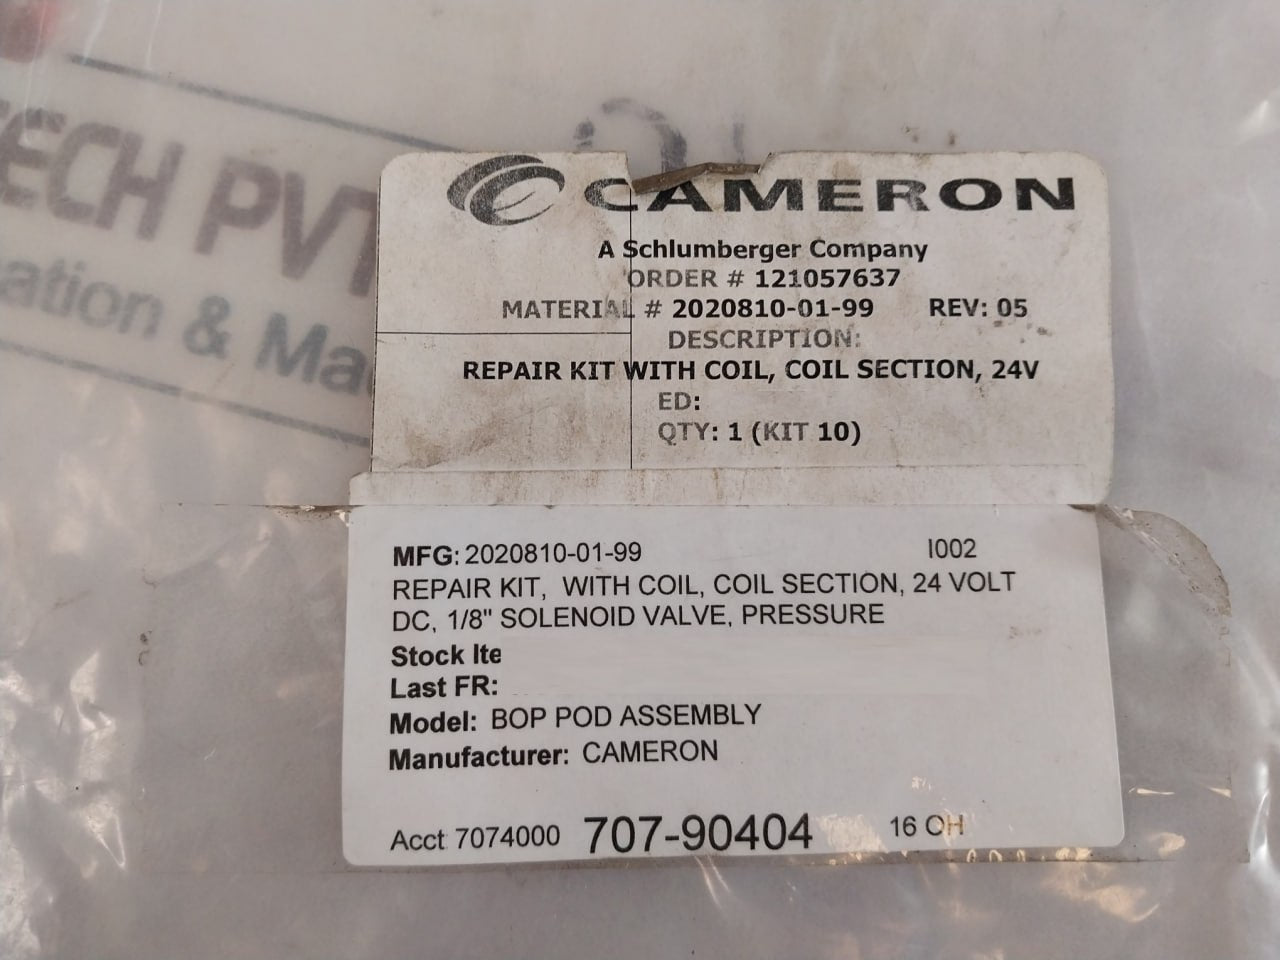 TECH PVT
ation & Ma
CAMERON
A Schlumberger Company
ORDER # 121057637
MATERIAL # 2020810-01-99 REV: 05
DESCRIPTION:
REPAIR KIT WITH COIL, COIL SECTION, 24V
ED:
QTY: 1 (KIT 10)
MFG: 2020810-01-99 I002
REPAIR KIT, WITH COIL, COIL SECTION, 24 VOLT
DC, 1/8" SOLENOID VALVE, PRESSURE
Stock Ite
Last FR:
Model: BOP POD ASSEMBLY
Manufacturer: CAMERON
Acct 7074000 707-90404 16 OH